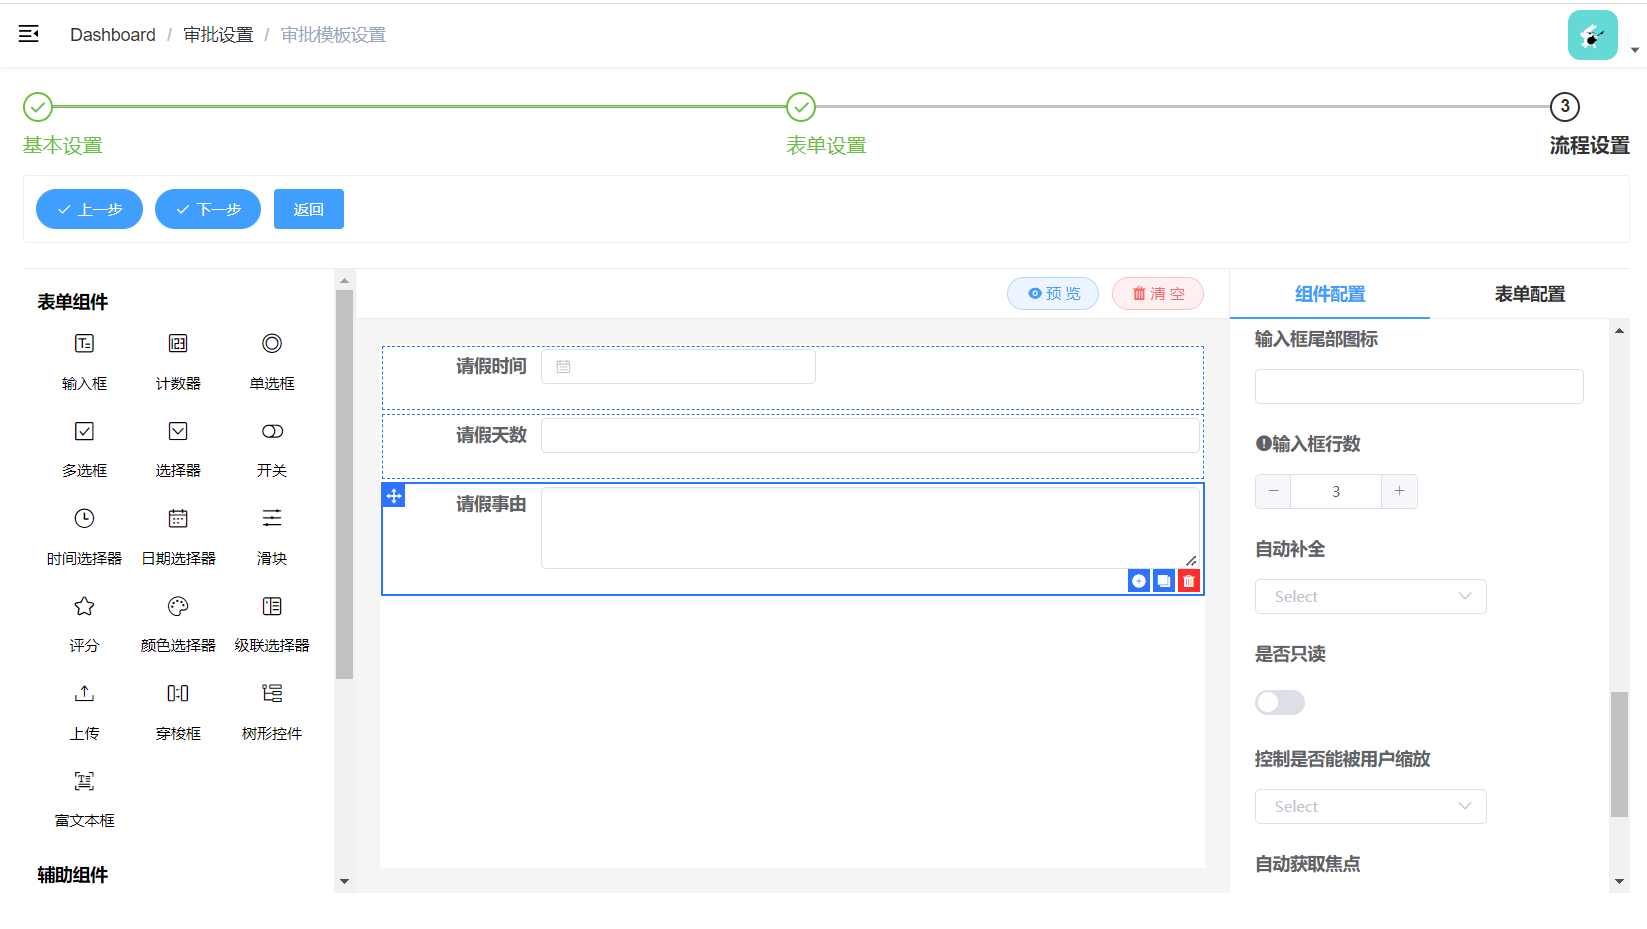 Dashboard / 审批设置 / 审批模板设置
3
基本设置
表单设置
流程设置
上一步
下一步
返回
表单组件
输入框
计数器
单选框
多选框
选择器
开关
时间选择器
日期选择器
滑块
评分
颜色选择器
级联选择器
上传
穿梭框
树形控件
富文本框
辅助组件
预 览
清 空
请假时间
请假天数
请假事由
组件配置
表单配置
输入框尾部图标
输入框行数
3
自动补全
Select
是否只读
控制是否能被用户缩放
Select
自动获取焦点